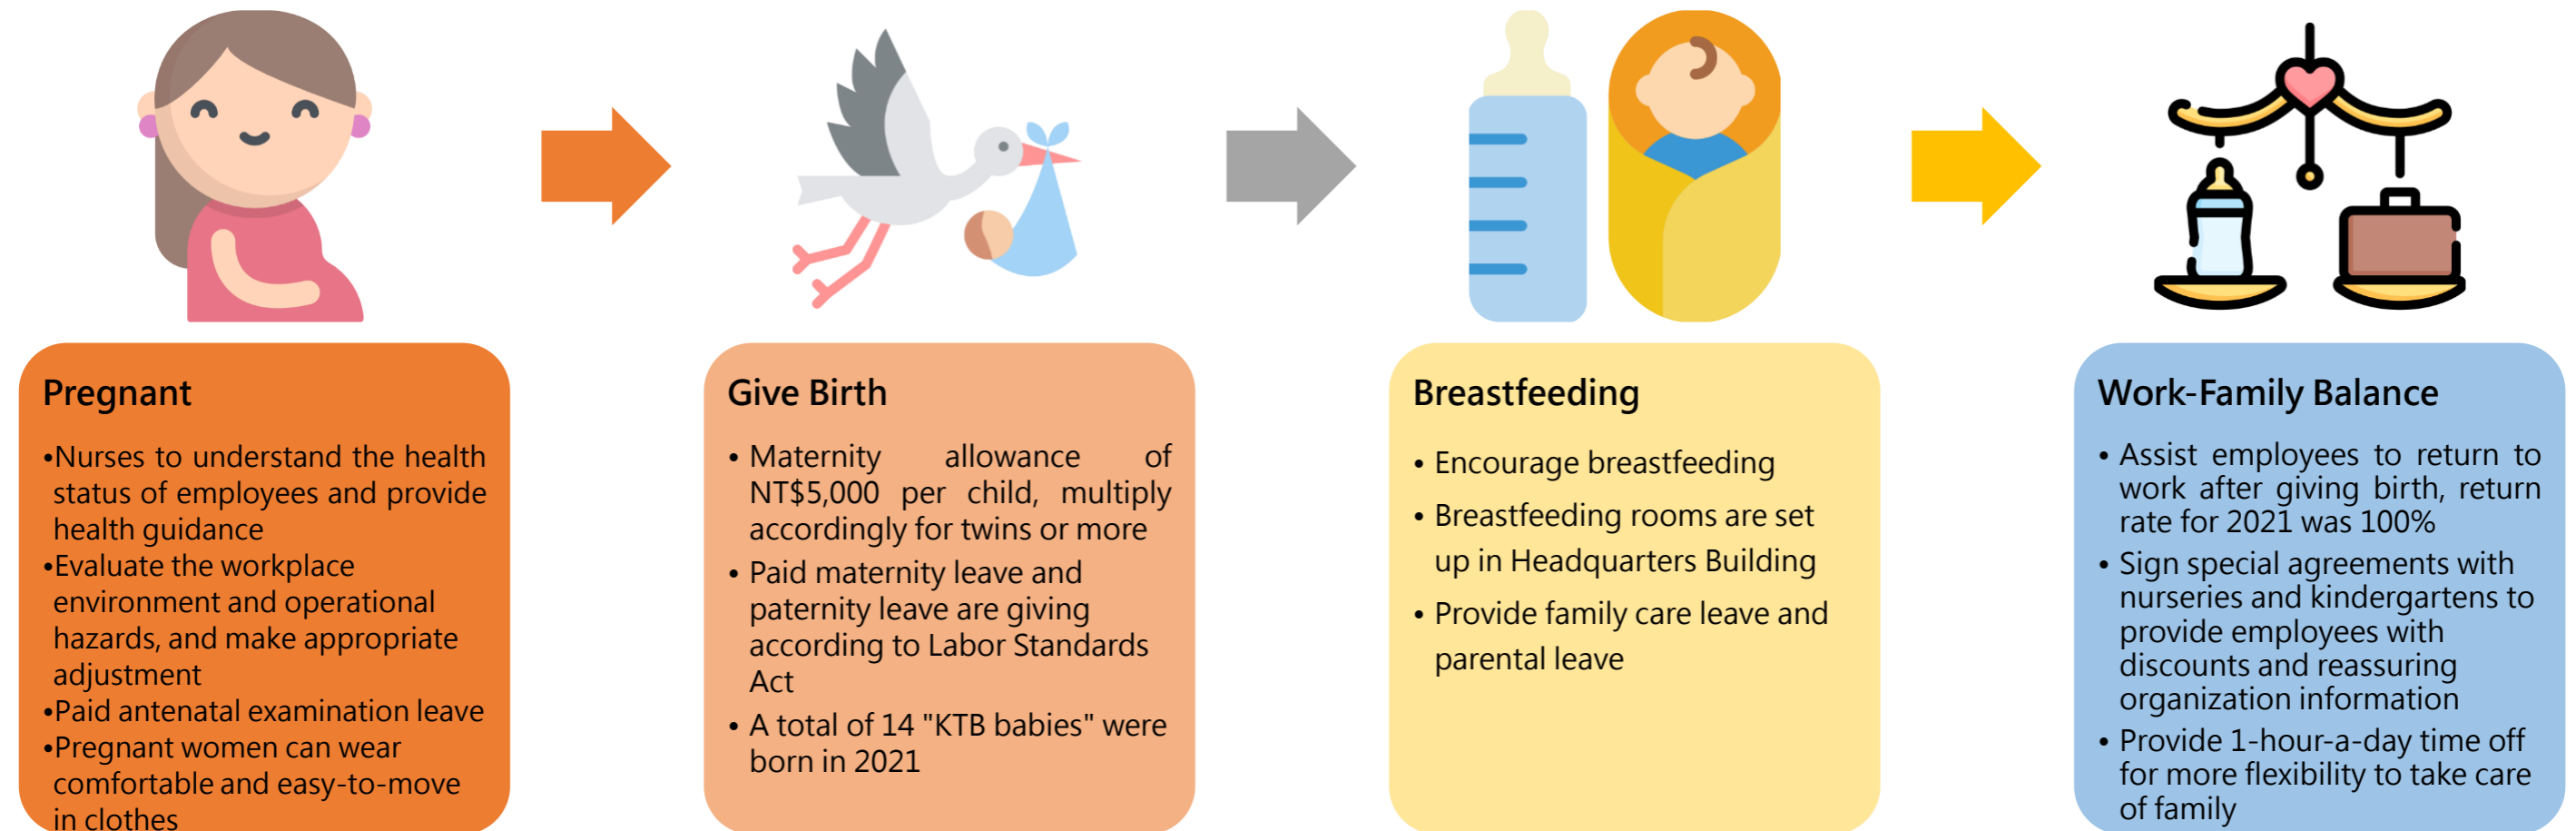 Pregnant
•Nurses to understand the health
status of employees and provide
health guidance
•Evaluate the workplace
environment and operational
hazards, and make appropriate
adjustment
•Paid antenatal examination leave
•Pregnant women can wear
comfortable and easy-to-move
in clothes
Give Birth
• Maternity allowance of
NT$5,000 per child, multiply
accordingly for twins or more
• Paid maternity leave and
paternity leave are giving
according to Labor Standards
Act
• A total of 14 "KTB babies" were
born in 2021
Breastfeeding
• Encourage breastfeeding
• Breastfeeding rooms are set
up in Headquarters Building
• Provide family care leave and
parental leave
Work-Family Balance
• Assist employees to return to
work after giving birth, return
rate for 2021 was 100%
• Sign special agreements with
nurseries and kindergartens to
provide employees with
discounts and reassuring
organization information
• Provide 1-hour-a-day time off
for more flexibility to take care
of family